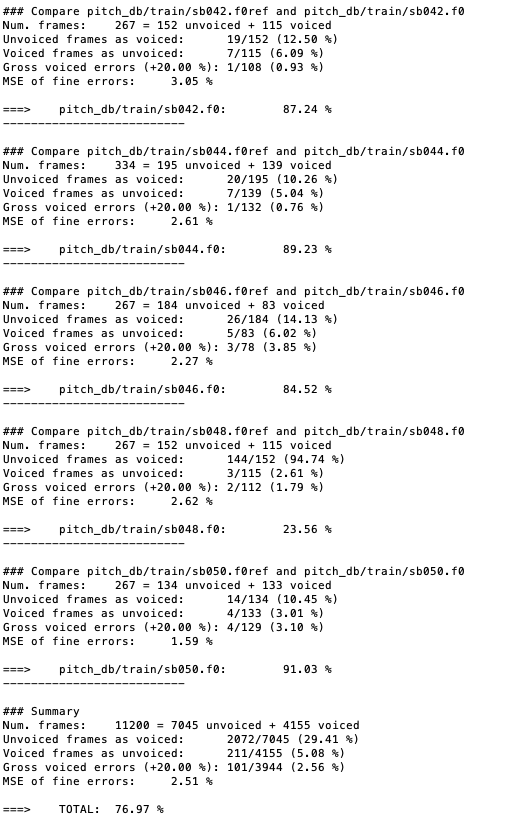 ### Compare pitch_db/train/sb042.f0ref and pitch_db/train/sb042.f0
Num. frames:    267 = 152 unvoiced + 115 voiced
Unvoiced frames as voiced:      19/152 (12.50 %)
Voiced frames as unvoiced:      7/115 (6.09 %)
Gross voiced errors (+20.00 %): 1/108 (0.93 %)
MSE of fine errors:     3.05 %
===>    pitch_db/train/sb042.f0:        87.24 %
--------------------------
### Compare pitch_db/train/sb044.f0ref and pitch_db/train/sb044.f0
Num. frames:    334 = 195 unvoiced + 139 voiced
Unvoiced frames as voiced:      20/195 (10.26 %)
Voiced frames as unvoiced:      7/139 (5.04 %)
Gross voiced errors (+20.00 %): 1/132 (0.76 %)
MSE of fine errors:     2.61 %
===>    pitch_db/train/sb044.f0:        89.23 %
--------------------------
### Compare pitch_db/train/sb046.f0ref and pitch_db/train/sb046.f0
Num. frames:    267 = 184 unvoiced + 83 voiced
Unvoiced frames as voiced:      26/184 (14.13 %)
Voiced frames as unvoiced:      5/83 (6.02 %)
Gross voiced errors (+20.00 %): 3/78 (3.85 %)
MSE of fine errors:     2.27 %
===>    pitch_db/train/sb046.f0:        84.52 %
--------------------------
### Compare pitch_db/train/sb048.f0ref and pitch_db/train/sb048.f0
Num. frames:    267 = 152 unvoiced + 115 voiced
Unvoiced frames as voiced:      144/152 (94.74 %)
Voiced frames as unvoiced:      3/115 (2.61 %)
Gross voiced errors (+20.00 %): 2/112 (1.79 %)
MSE of fine errors:     2.62 %
===>    pitch_db/train/sb048.f0:        23.56 %
--------------------------
### Compare pitch_db/train/sb050.f0ref and pitch_db/train/sb050.f0
Num. frames:    267 = 134 unvoiced + 133 voiced
Unvoiced frames as voiced:      14/134 (10.45 %)
Voiced frames as unvoiced:      4/133 (3.01 %)
Gross voiced errors (+20.00 %): 4/129 (3.10 %)
MSE of fine errors:     1.59 %
===>    pitch_db/train/sb050.f0:        91.03 %
--------------------------
### Summary
Num. frames:    11200 = 7045 unvoiced + 4155 voiced
Unvoiced frames as voiced:      2072/7045 (29.41 %)
Voiced frames as unvoiced:      211/4155 (5.08 %)
Gross voiced errors (+20.00 %): 101/3944 (2.56 %)
MSE of fine errors:     2.51 %
===>    TOTAL:  76.97 %